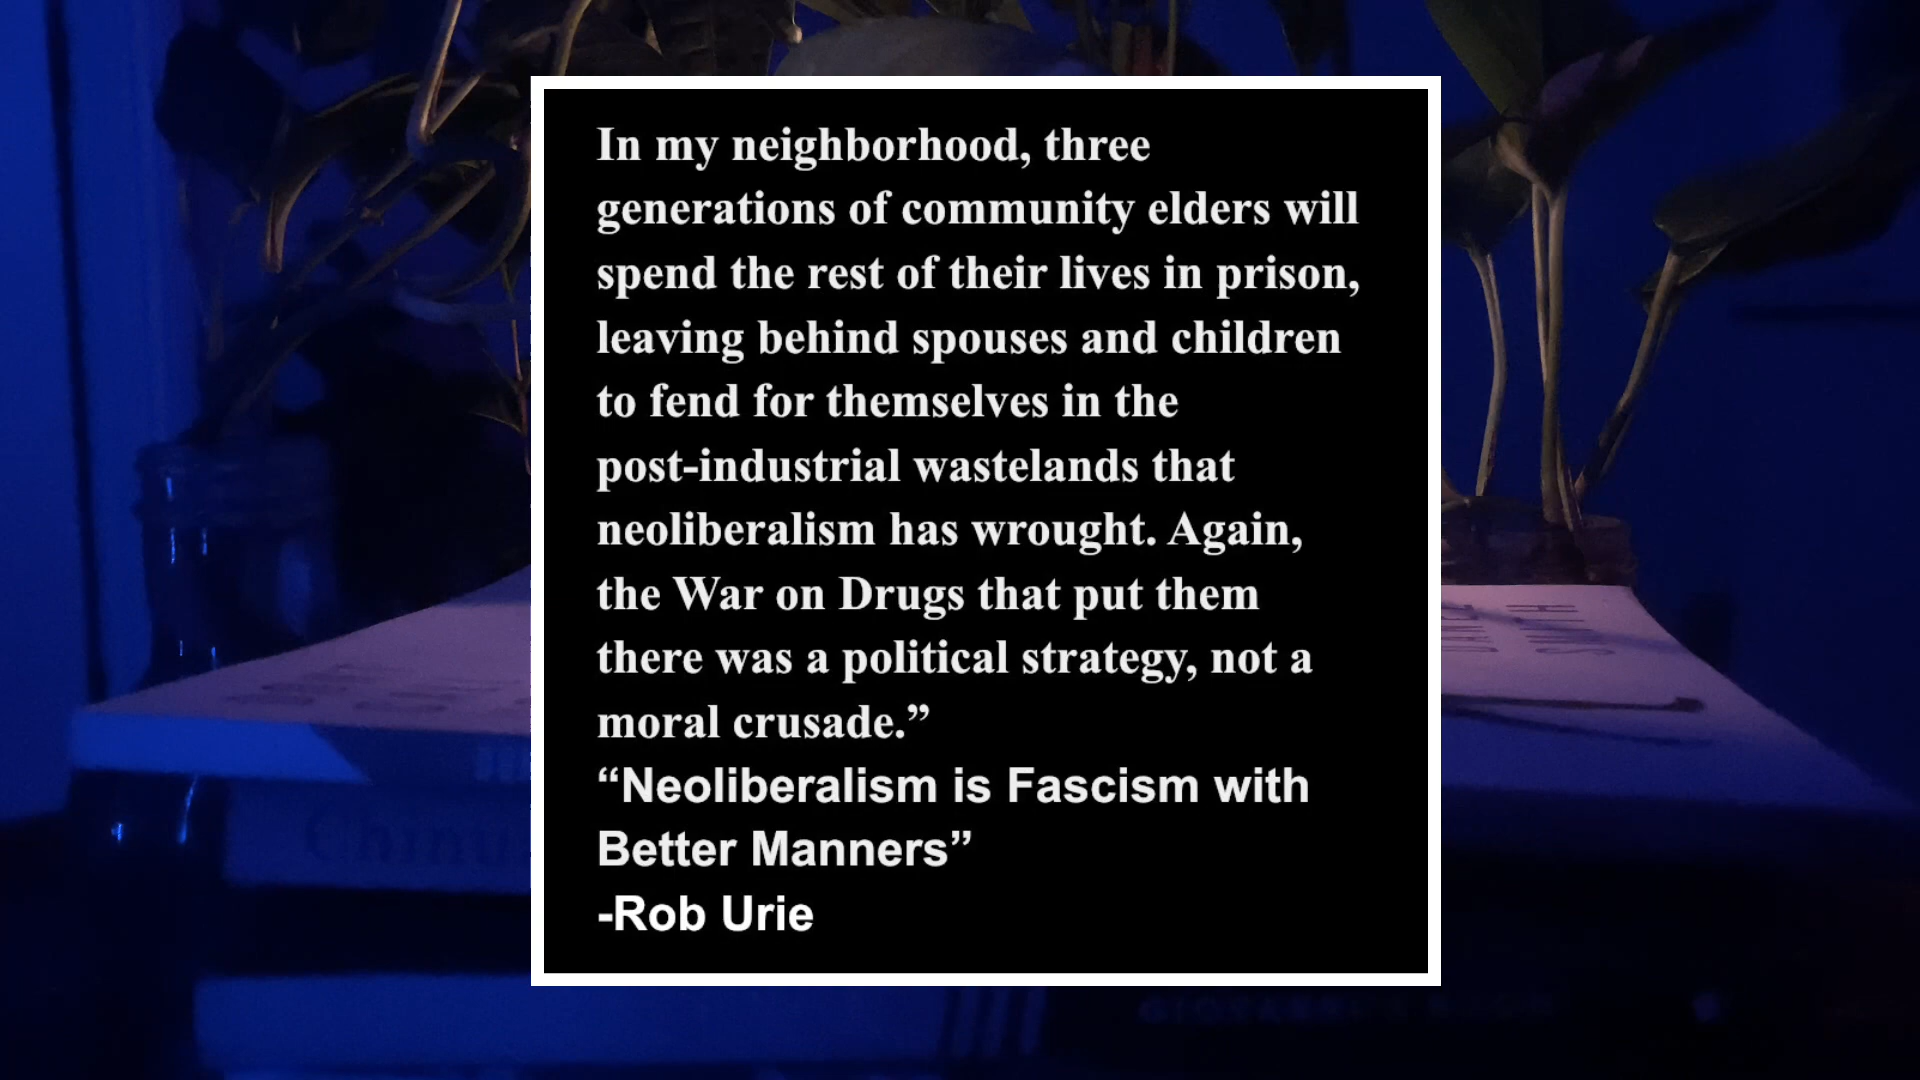 In my neighborhood, three
generations of community elders will
spend the rest of their lives in prison,
leaving behind spouses and children
to fend for themselves in the
post-industrial wastelands that
neoliberalism has wrought. Again,
the War on Drugs that put them
there was a political strategy, not a
moral crusade.”
“Neoliberalism is Fascism with
Better Manners”
-Rob Urie